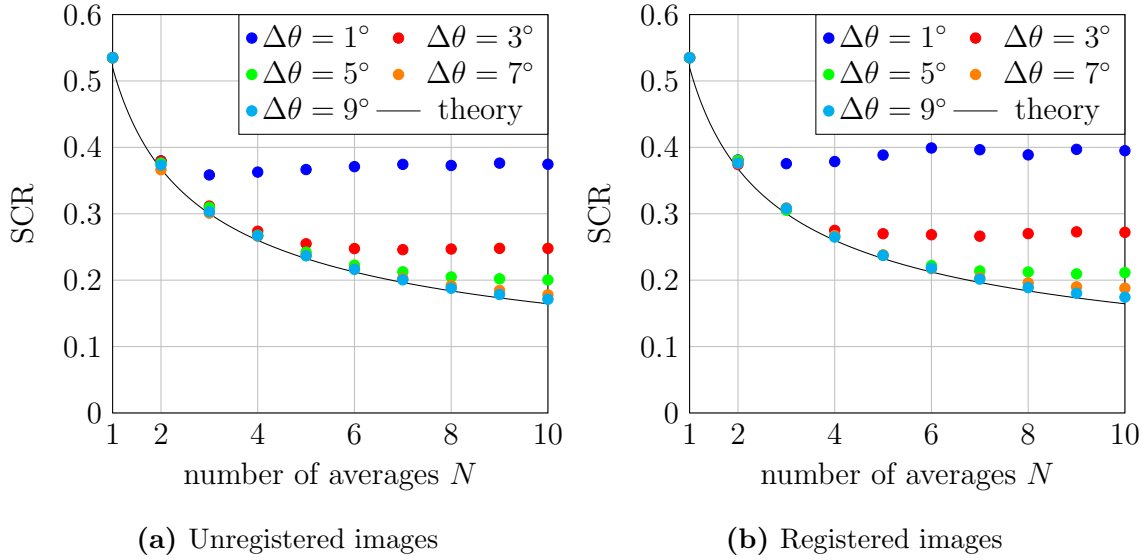 0.6
0.5
0.4
0.3
0.2
0.1
0
SCR
1 2 4 6 8 10
number of averages N
Δθ = 1° Δθ = 3°
Δθ = 5° Δθ = 7°
Δθ = 9° theory
(a) Unregistered images
0.6
0.5
0.4
0.3
0.2
0.1
0
SCR
1 2 4 6 8 10
number of averages N
Δθ = 1° Δθ = 3°
Δθ = 5° Δθ = 7°
Δθ = 9° theory
(b) Registered images